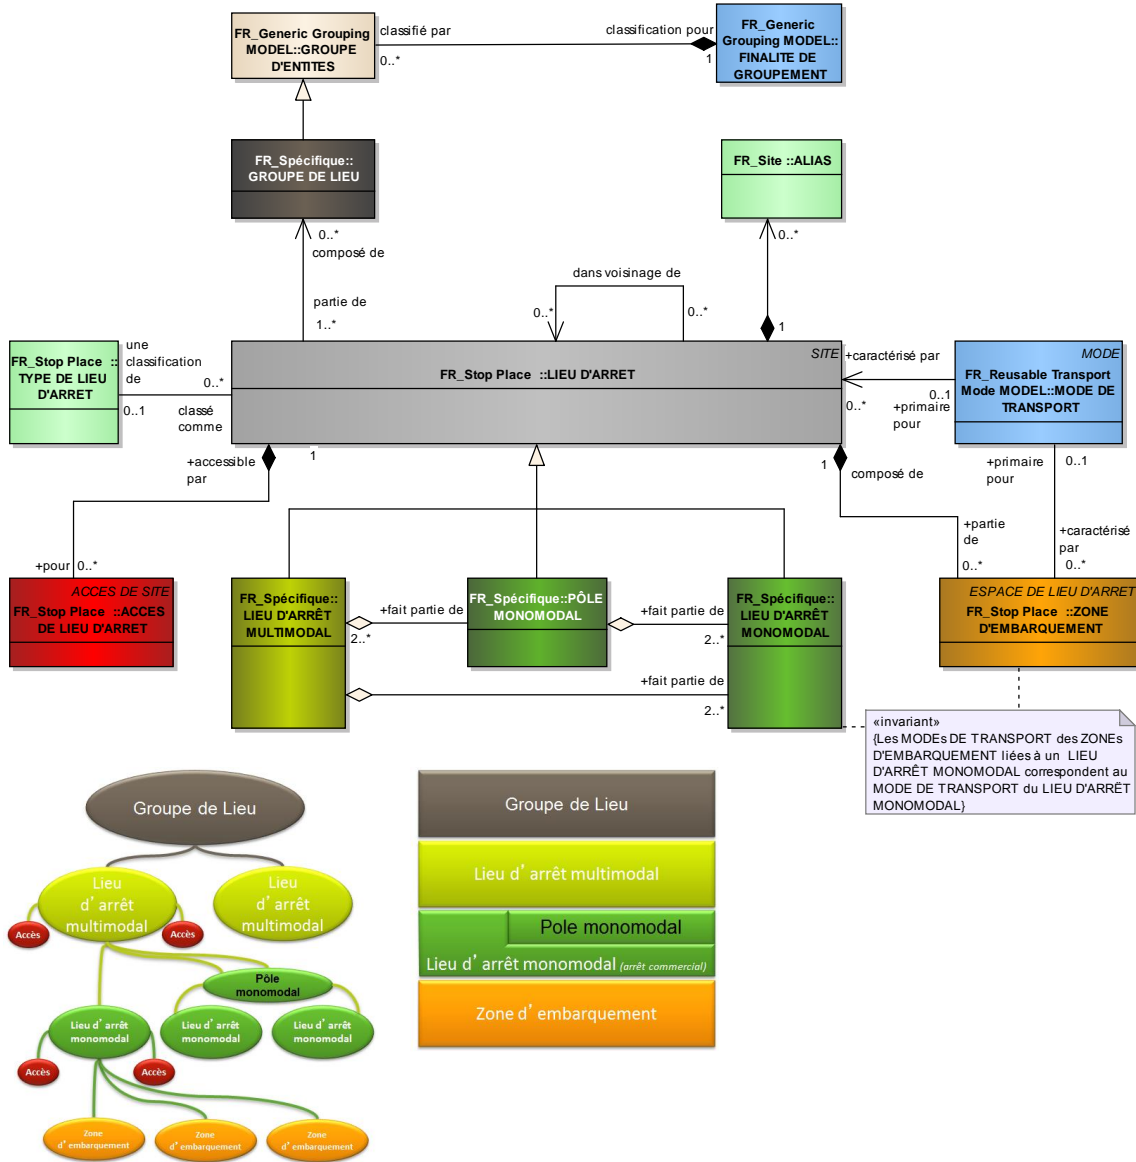 FR_Generic Grouping
MODEL::GROUPE
D'ENTITES
classifié par
0..*
classification pour
1
FR_Generic
Grouping MODEL::
FINALITE DE
GROUPEMENT
FR_Spécifique::
GROUPE DE LIEU
FR_Site ::ALIAS
0..*
composé de
0..*
dans voisinage de
partie de
1..*
0..*
0..*
1
une
classification
de
FR_Stop Place ::
TYPE DE LIEU
D'ARRET
0..*
0..1
classé
comme
SITE
FR_Stop Place ::LIEU D'ARRET
+caractérisé par
0..1
0..*
+primaire
pour
MODE
FR_Reusable Transport
Mode MODEL::MODE DE
TRANSPORT
+accessible
par
1
1
composé de
+primaire
pour
0..1
+partie
de
0..*
+caractérisé
par
0..*
+pour
0..*
ACCES DE SITE
FR_Stop Place ::ACCES
DE LIEU D'ARRET
FR_Spécifique::
LIEU D'ARRÊT
MULTIMODAL
+fait partie de
2..*
FR_Spécifique::PÔLE
MONOMODAL
+fait partie de
2..*
FR_Spécifique::
LIEU D'ARRÊT
MONOMODAL
ESPACE DE LIEU D'ARRET
FR_Stop Place ::ZONE
D'EMBARQUEMENT
+fait partie de
2..*
«invariant»
{Les MODEs DE TRANSPORT des ZONEs
D'EMBARQUEMENT liées à un LIEU
D'ARRÊT MONOMODAL correspondent au
MODE DE TRANSPORT du LIEU D'ARRËT
MONOMODAL}
Groupe de Lieu
Lieu
d' arrêt
multimodal
Lieu
d' arrêt
multimodal
Accès
Accès
Pôle
monomodal
Lieu d' arrêt
monomodal
Lieu d' arrêt
monomodal
Lieu d' arrêt
monomodal
Accès
Accès
Zone
d' embarquement
Zone
d' embarquement
Zone
d' embarquement
Groupe de Lieu
Lieu d' arrêt multimodal
Pole monomodal
Lieu d' arrêt monomodal (arrêt commercial)
Zone d' embarquement